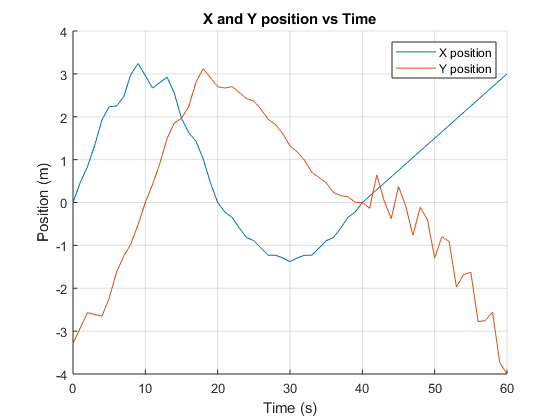 X and Y position vs Time
X position
Y position
Position (m)
4
3
2
1
0
-1
-2
-3
-4
0 10 20 30 40 50 60
Time (s)